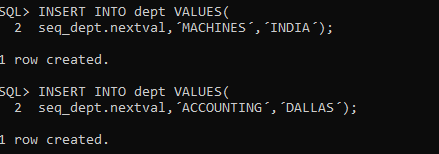 SQL> INSERT INTO dept VALUES(
  2  seq_dept.nextval,´MACHINES´,´INDIA´);
1 row created.
SQL> INSERT INTO dept VALUES(
  2  seq_dept.nextval,´ACCOUNTING´,´DALLAS´);
1 row created.